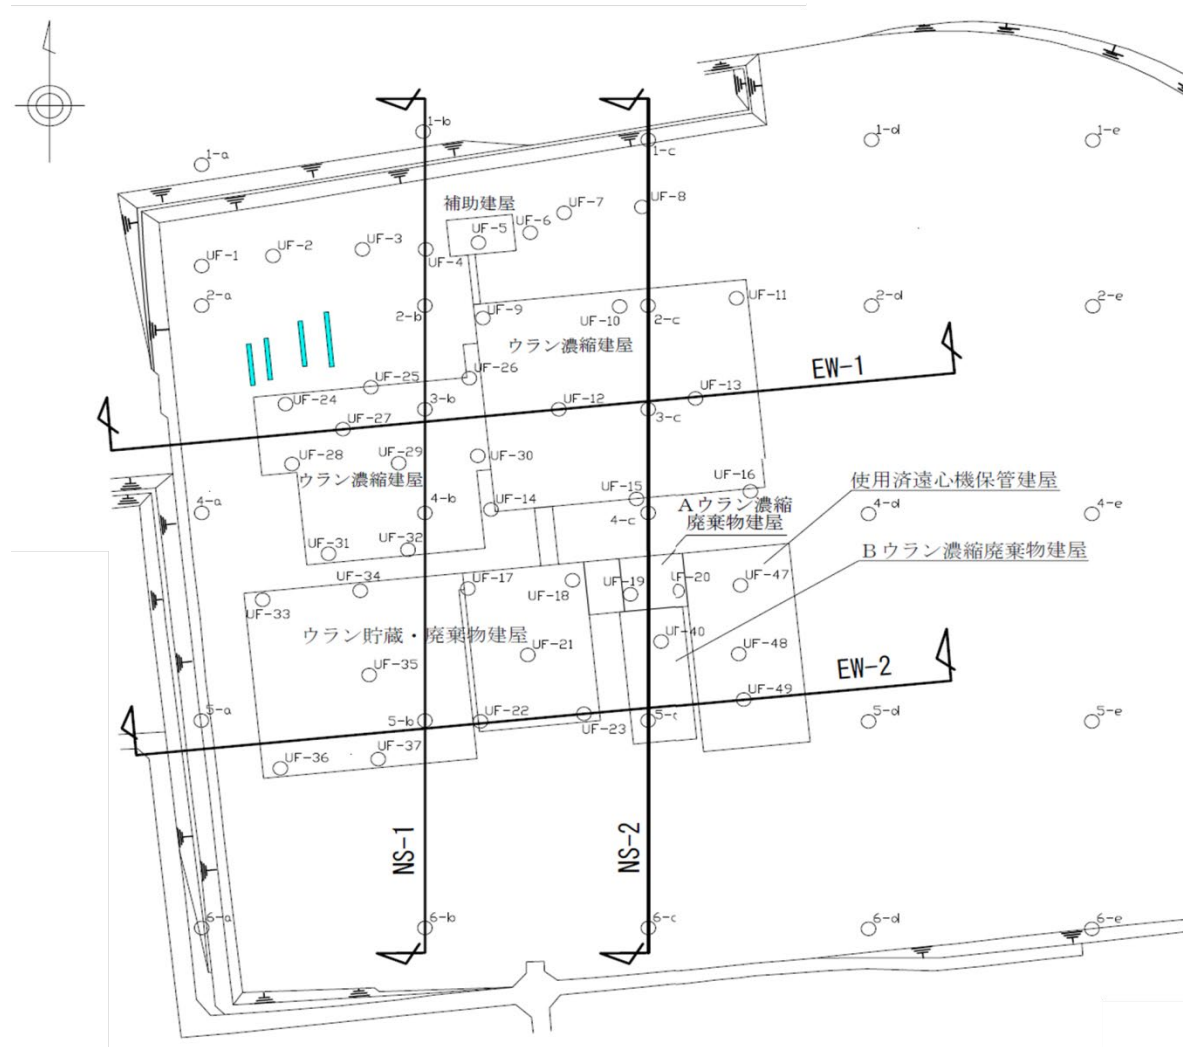 1-a
1-b
1-c
1-d
1-e
補助建屋
UF-1
UF-2
UF-3
UF-4
UF-5
UF-6
UF-7
UF-8
2-a
2-b
UF-9
UF-10
2-c
UF-11
2-d
2-e
ウラン濃縮建屋
EW-1
UF-24
UF-25
UF-26
3-b
UF-27
UF-12
3-c
UF-13
UF-28
UF-29
UF-30
ウラン濃縮建屋
4-a
4-b
UF-14
UF-15
UF-16
4-c
Aウラン濃縮
廃棄物建屋
使用済遠心機保管建屋
4-d
4-e
Bウラン濃縮廃棄物建屋
UF-31
UF-32
UF-33
UF-34
UF-17
UF-18
UF-19
UF-20
UF-47
ウラン貯蔵・廃棄物建屋
UF-35
UF-21
UF-40
UF-48
EW-2
5-a
5-b
UF-22
UF-23
5-c
UF-49
5-d
5-e
UF-36
UF-37
NS-1
NS-2
6-a
6-b
6-c
6-d
6-e